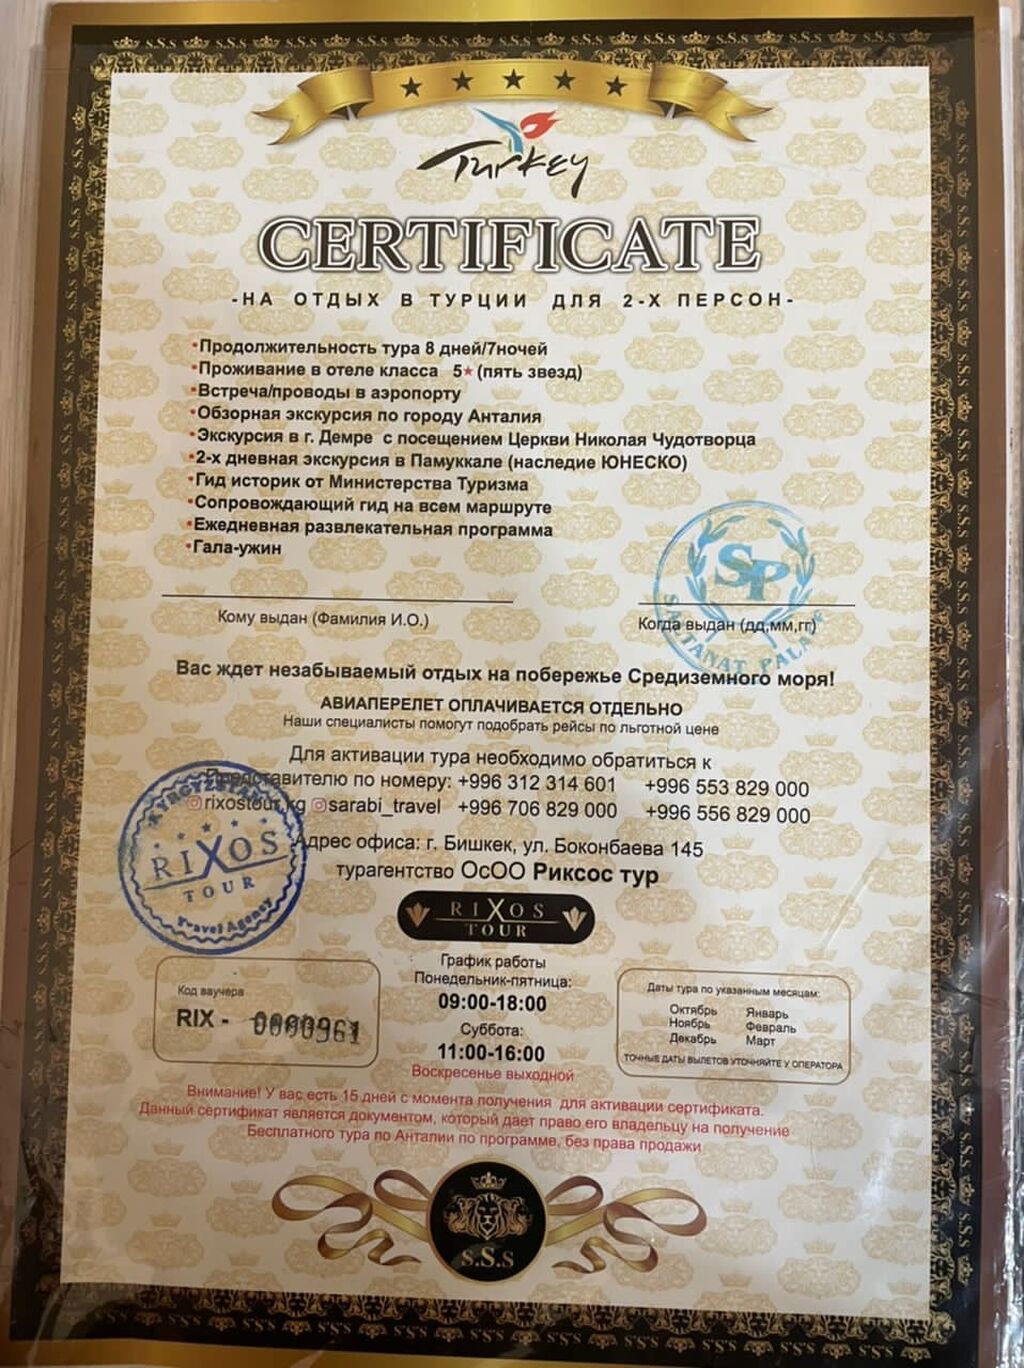 Turkey
CERTIFICATE
-НА ОТДЫХ В ТУРЦИИ ДЛЯ 2-Х ПЕРСОН-
•Продолжительность тура 8 дней/7ночей
•Проживание в отеле класса 5★(пять звезд)
•Встреча/проводы в аэропорту
•Обзорная экскурсия по городу Анталия
•Экскурсия в г. Демре с посещением Церкви Николая Чудотворца
•2-х дневная экскурсия в Памуккале (наследие ЮНЕСКО)
•Гид историк от Министерства Туризма
•Сопровождающий гид на всем маршруте
•Ежедневная развлекательная программа
•Гала-ужин
SP
SALTANAT PALACE
Кому выдан (Фамилия И.О.)
Когда выдан (дд,мм,гг)
Вас ждет незабываемый отдых на побережье Средиземного моря!
АВИАПЕРЕЛЕТ ОПЛАЧИВАЕТСЯ ОТДЕЛЬНО
Наши специалисты помогут подобрать рейсы по льготной цене
Для активации тура необходимо обратиться к
Представителю по номеру: +996 312 314 601 +996 553 829 000
rixostour.kg sarabi_travel +996 706 829 000 +996 556 829 000
Адрес офиса: г. Бишкек, ул. Боконбаева 145
турагентство ОсОО Риксос тур
KYRGYZSTAN
RIXOS
TOUR
Travel Agency
RIXOS
TOUR
График работы
Понедельник-пятница:
09:00-18:00
Суббота:
11:00-16:00
Воскресенье выходной
Код ваучера
RIX - 0000961
Даты тура по указанным месяцам:
Октябрь Январь
Ноябрь Февраль
Декабрь Март
ТОЧНЫЕ ДАТЫ ВЫЛЕТОВ УТОЧНЯЙТЕ У ОПЕРАТОРА
Внимание! У вас есть 15 дней с момента получения для активации сертификата.
Данный сертификат является документом, который дает право его владельцу на получение
Бесплатного тура по Анталии по программе, без права продажи
S.S.S